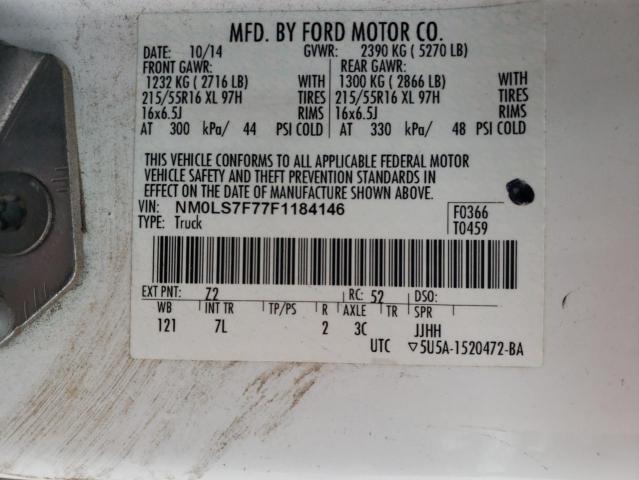 MFD. BY FORD MOTOR CO.
DATE: 10/14 GVWR: 2390 KG ( 5270 LB)
FRONT GAWR: REAR GAWR:
1232 KG ( 2716 LB) WITH 1300 KG ( 2866 LB) WITH
215/55R16 XL 97H TIRES 215/55R16 XL 97H TIRES
16x6.5J RIMS 16x6.5J RIMS
AT 300 kPa/ 44 PSI COLD AT 330 kPa/ 48 PSI COLD
THIS VEHICLE CONFORMS TO ALL APPLICABLE FEDERAL MOTOR
VEHICLE SAFETY AND THEFT PREVENTION STANDARDS IN
EFFECT ON THE DATE OF MANUFACTURE SHOWN ABOVE.
VIN: NM0LS7F77F1184146 F0366
TYPE: Truck T0459
EXT PNT: Z2 RC: 52 DSO:
WB INT TR TP/PS R AXLE TR SPR
121 7L 2 3C JJHH
UTC ▽5U5A-1520472-BA